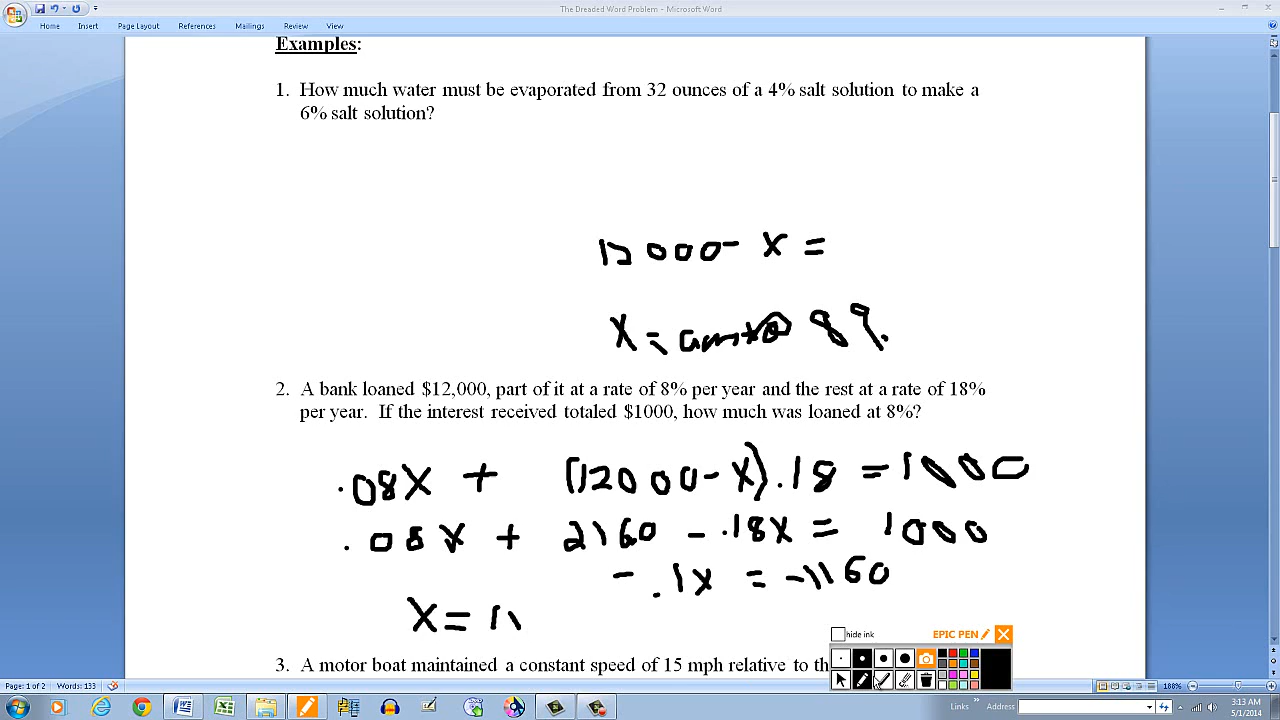 The Dreaded Word Problem - Microsoft Word
Home Insert Page Layout References Mailings Review View
Examples:
1. How much water must be evaporated from 32 ounces of a 4% salt solution to make a
6% salt solution?
12000 - x =
x = amt @ 8%
2. A bank loaned $12,000, part of it at a rate of 8% per year and the rest at a rate of 18%
per year. If the interest received totaled $1000, how much was loaned at 8%?
.08x + (12000 - x).18 = 1000
.08x + 2160 - .18x = 1000
- .1x = -1160
x = 11
hide ink EPIC PEN
3. A motor boat maintained a constant speed of 15 mph relative to th
Page: 1 of 2 Words: 133 188%
Links Address 3:13 AM
5/1/2014